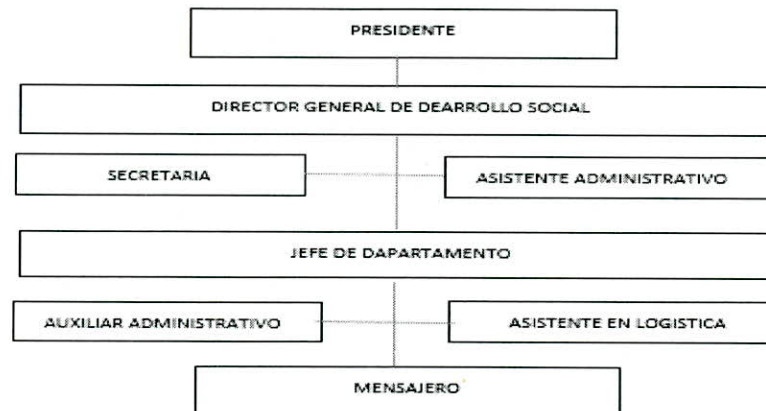 PRESIDENTE
DIRECTOR GENERAL DE DEARROLLO SOCIAL
SECRETARIA
ASISTENTE ADMINISTRATIVO
JEFE DE DAPARTAMENTO
AUXILIAR ADMINISTRATIVO
ASISTENTE EN LOGISTICA
MENSAJERO